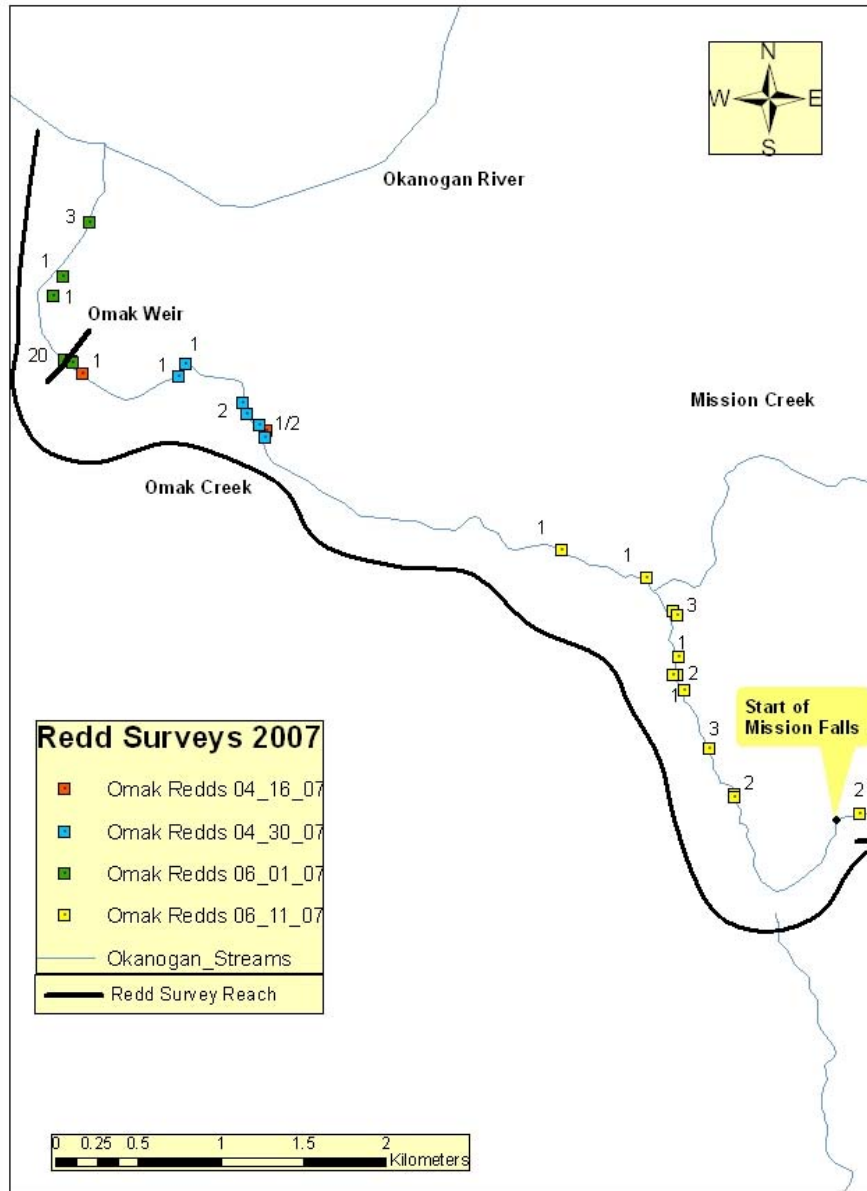 N
W E
S
Okanogan River
3
1
1
Omak Weir
20
1
1
1
2
1/2
Mission Creek
Omak Creek
1
1
3
1
2
1
Start of
Mission Falls
3
2
2
Redd Surveys 2007
Omak Redds 04_16_07
Omak Redds 04_30_07
Omak Redds 06_01_07
Omak Redds 06_11_07
Okanogan_Streams
Redd Survey Reach
0 0.25 0.5 1 1.5 2
Kilometers